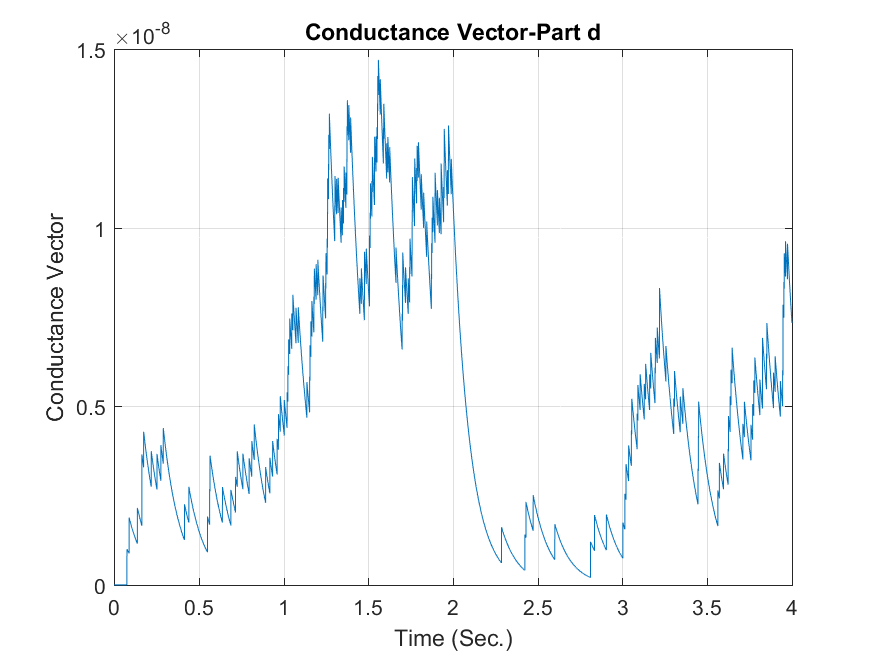 Conductance Vector-Part d
×10⁻⁸
1.5
1
0.5
0
Conductance Vector
0 0.5 1 1.5 2 2.5 3 3.5 4
Time (Sec.)